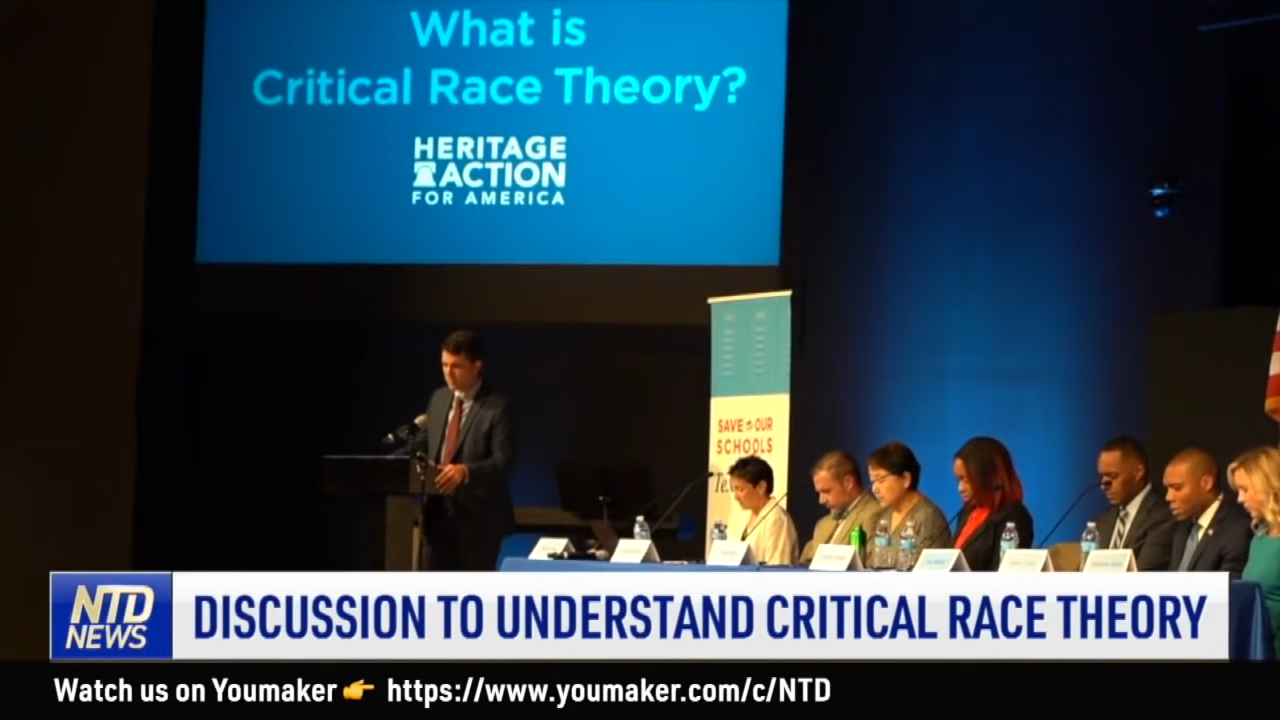 What is
Critical Race Theory?
HERITAGE
ACTION
FOR AMERICA
SAVE OUR
SCHOOLS
NTD
NEWS
DISCUSSION TO UNDERSTAND CRITICAL RACE THEORY
Watch us on Youmaker 👉 https://www.youmaker.com/c/NTD